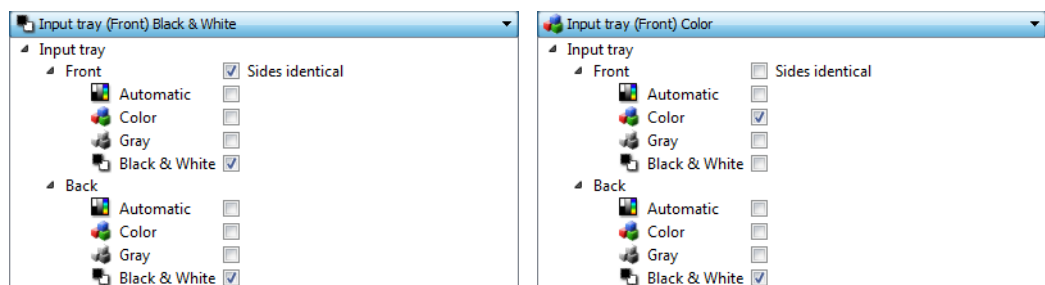 Input tray (Front) Black & White
Input tray
Front Sides identical
Automatic
Color
Gray
Black & White
Back
Automatic
Color
Gray
Black & White
Input tray (Front) Color
Input tray
Front Sides identical
Automatic
Color
Gray
Black & White
Back
Automatic
Color
Gray
Black & White